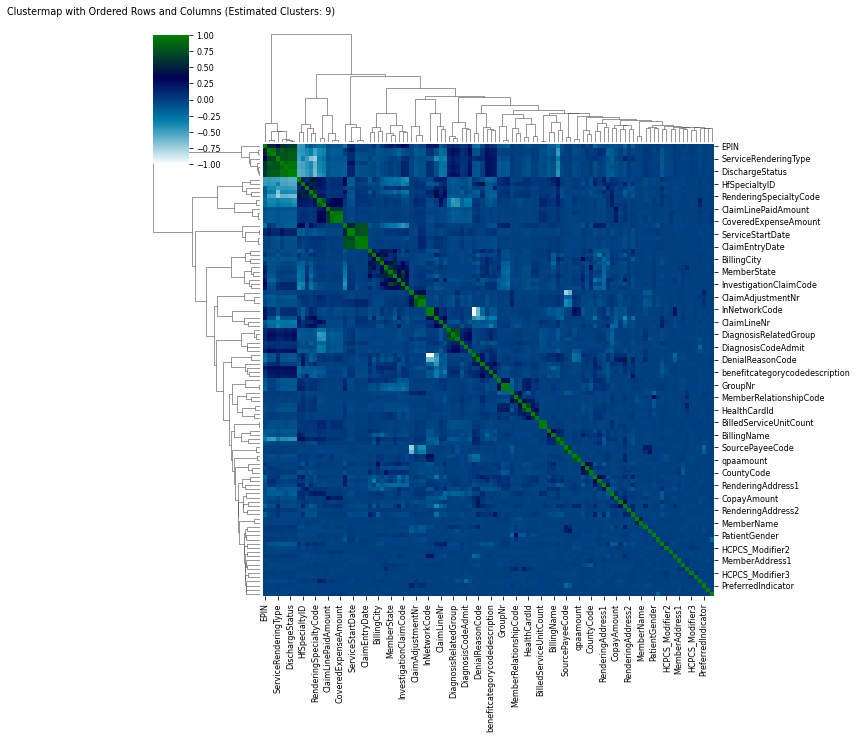 Clustermap with Ordered Rows and Columns (Estimated Clusters: 9)
1.00
0.75
0.50
0.25
0.00
−0.25
−0.50
−0.75
−1.00
EPIN
ServiceRenderingType
DischargeStatus
HfSpecialtyID
RenderingSpecialtyCode
ClaimLinePaidAmount
CoveredExpenseAmount
ServiceStartDate
ClaimEntryDate
BillingCity
MemberState
InvestigationClaimCode
ClaimAdjustmentNr
InNetworkCode
ClaimLineNr
DiagnosisRelatedGroup
DiagnosisCodeAdmit
DenialReasonCode
benefitcategorycodedescription
GroupNr
MemberRelationshipCode
HealthCardId
BilledServiceUnitCount
BillingName
SourcePayeeCode
qpaamount
CountyCode
RenderingAddress1
CopayAmount
RenderingAddress2
MemberName
PatientGender
HCPCS_Modifier2
MemberAddress1
HCPCS_Modifier3
PreferredIndicator
EPIN
ServiceRenderingType
DischargeStatus
HfSpecialtyID
RenderingSpecialtyCode
ClaimLinePaidAmount
CoveredExpenseAmount
ServiceStartDate
ClaimEntryDate
BillingCity
MemberState
InvestigationClaimCode
ClaimAdjustmentNr
InNetworkCode
ClaimLineNr
DiagnosisRelatedGroup
DiagnosisCodeAdmit
DenialReasonCode
benefitcategorycodedescription
GroupNr
MemberRelationshipCode
HealthCardId
BilledServiceUnitCount
BillingName
SourcePayeeCode
qpaamount
CountyCode
RenderingAddress1
CopayAmount
RenderingAddress2
MemberName
PatientGender
HCPCS_Modifier2
MemberAddress1
HCPCS_Modifier3
PreferredIndicator